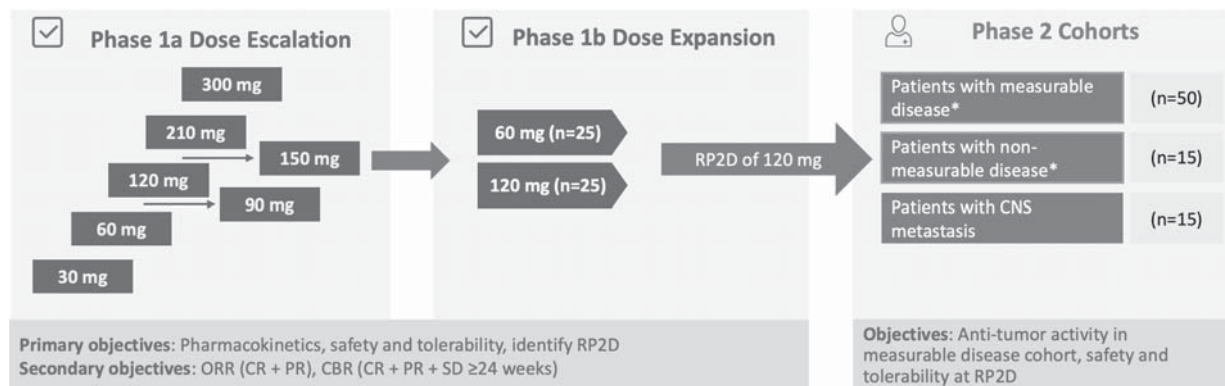 Phase 1a Dose Escalation
300 mg
210 mg
150 mg
120 mg
90 mg
60 mg
30 mg
Phase 1b Dose Expansion
60 mg (n=25)
120 mg (n=25)
RP2D of 120 mg
Primary objectives: Pharmacokinetics, safety and tolerability, identify RP2D
Secondary objectives: ORR (CR + PR), CBR (CR + PR + SD ≥24 weeks)
Phase 2 Cohorts
Patients with measurable
disease*
(n=50)
Patients with non-
measurable disease*
(n=15)
Patients with CNS
metastasis
(n=15)
Objectives: Anti-tumor activity in
measurable disease cohort, safety and
tolerability at RP2D